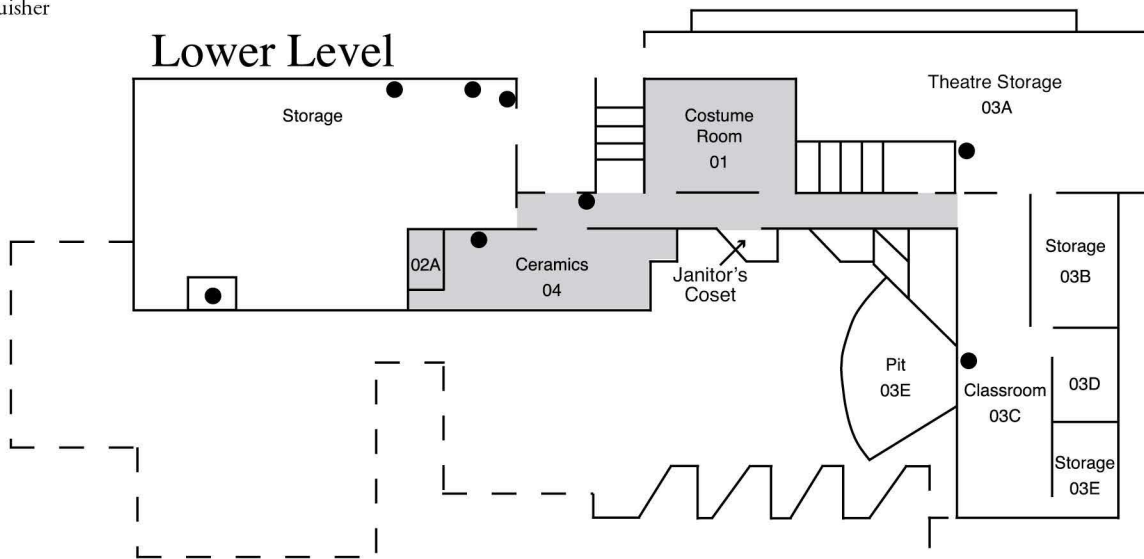 Lower Level
Storage
Costume
Room
01
Theatre Storage
03A
02A
Ceramics
04
Janitor's
Coset
Storage
03B
Pit
03E
Classroom
03C
03D
Storage
03E